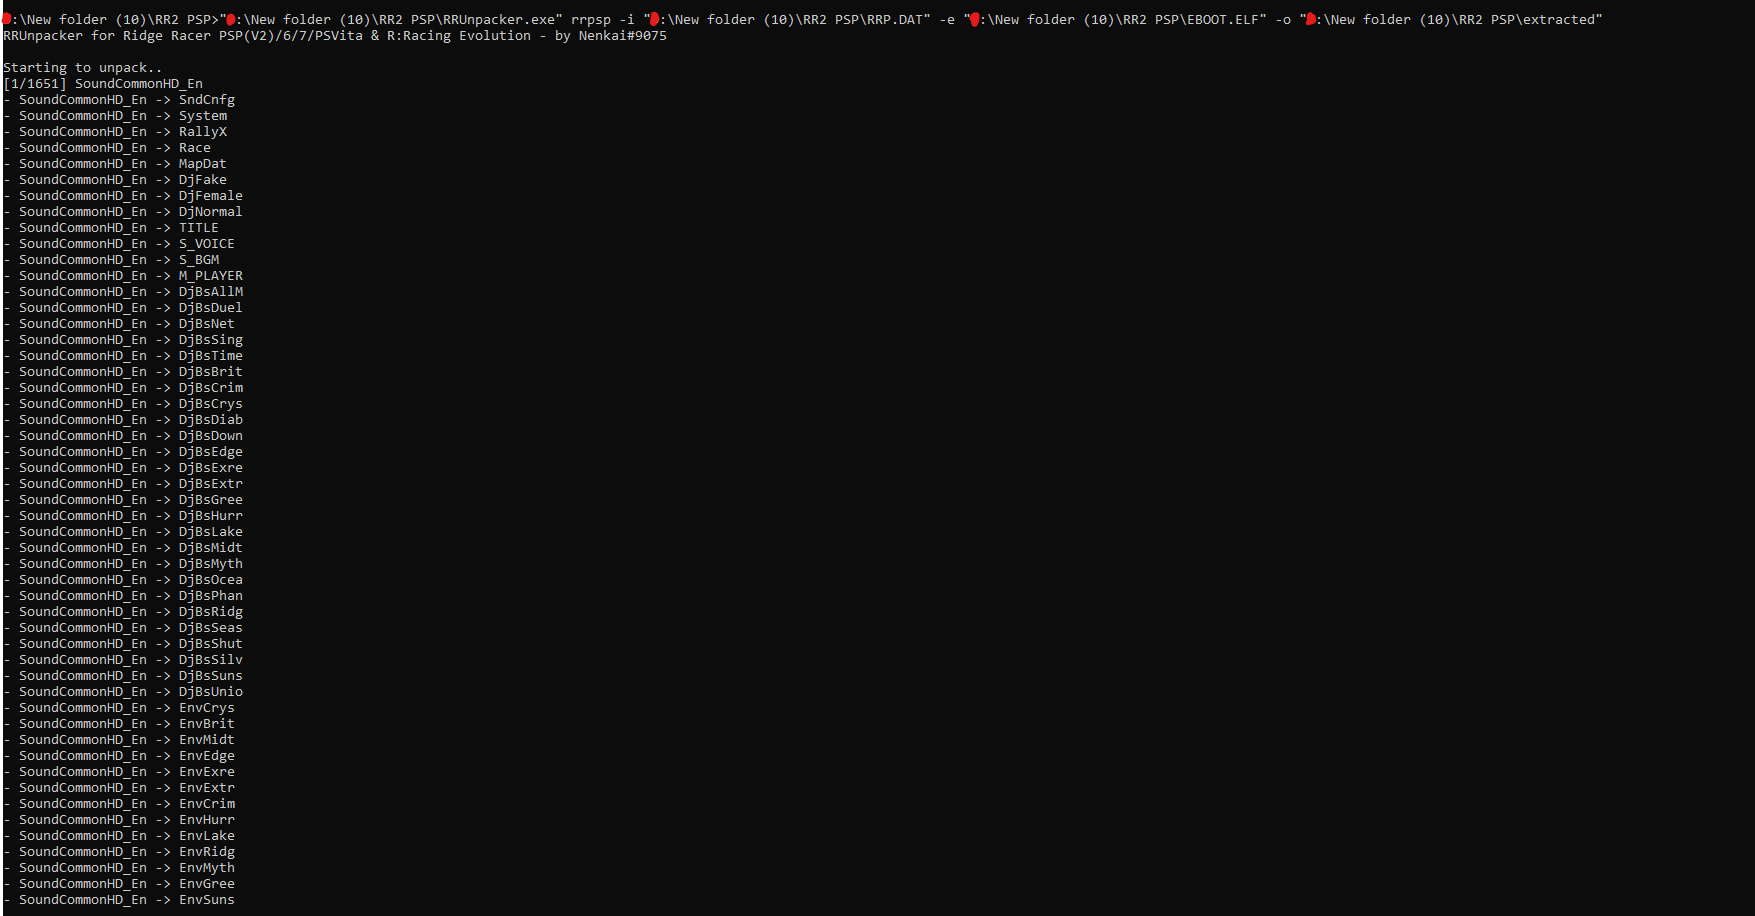 :\New folder (10)\RR2 PSP>":\New folder (10)\RR2 PSP\RRUnpacker.exe" rrpsp -i ":\New folder (10)\RR2 PSP\RRP.DAT" -e ":\New folder (10)\RR2 PSP\EBOOT.ELF" -o ":\New folder (10)\RR2 PSP\extracted"
RRUnpacker for Ridge Racer PSP(V2)/6/7/PSVita & R:Racing Evolution - by Nenkai#9075
Starting to unpack..
[1/1651] SoundCommonHD_En
- SoundCommonHD_En -> SndCnfg
- SoundCommonHD_En -> System
- SoundCommonHD_En -> RallyX
- SoundCommonHD_En -> Race
- SoundCommonHD_En -> MapDat
- SoundCommonHD_En -> DjFake
- SoundCommonHD_En -> DjFemale
- SoundCommonHD_En -> DjNormal
- SoundCommonHD_En -> TITLE
- SoundCommonHD_En -> S_VOICE
- SoundCommonHD_En -> S_BGM
- SoundCommonHD_En -> M_PLAYER
- SoundCommonHD_En -> DjBsAllM
- SoundCommonHD_En -> DjBsDuel
- SoundCommonHD_En -> DjBsNet
- SoundCommonHD_En -> DjBsSing
- SoundCommonHD_En -> DjBsTime
- SoundCommonHD_En -> DjBsBrit
- SoundCommonHD_En -> DjBsCrim
- SoundCommonHD_En -> DjBsCrys
- SoundCommonHD_En -> DjBsDiab
- SoundCommonHD_En -> DjBsDown
- SoundCommonHD_En -> DjBsEdge
- SoundCommonHD_En -> DjBsExre
- SoundCommonHD_En -> DjBsExtr
- SoundCommonHD_En -> DjBsGree
- SoundCommonHD_En -> DjBsHurr
- SoundCommonHD_En -> DjBsLake
- SoundCommonHD_En -> DjBsMidt
- SoundCommonHD_En -> DjBsMyth
- SoundCommonHD_En -> DjBsOcea
- SoundCommonHD_En -> DjBsPhan
- SoundCommonHD_En -> DjBsRidg
- SoundCommonHD_En -> DjBsSeas
- SoundCommonHD_En -> DjBsShut
- SoundCommonHD_En -> DjBsSilv
- SoundCommonHD_En -> DjBsSuns
- SoundCommonHD_En -> DjBsUnio
- SoundCommonHD_En -> EnvCrys
- SoundCommonHD_En -> EnvBrit
- SoundCommonHD_En -> EnvMidt
- SoundCommonHD_En -> EnvEdge
- SoundCommonHD_En -> EnvExre
- SoundCommonHD_En -> EnvExtr
- SoundCommonHD_En -> EnvCrim
- SoundCommonHD_En -> EnvHurr
- SoundCommonHD_En -> EnvLake
- SoundCommonHD_En -> EnvRidg
- SoundCommonHD_En -> EnvMyth
- SoundCommonHD_En -> EnvGree
- SoundCommonHD_En -> EnvSuns